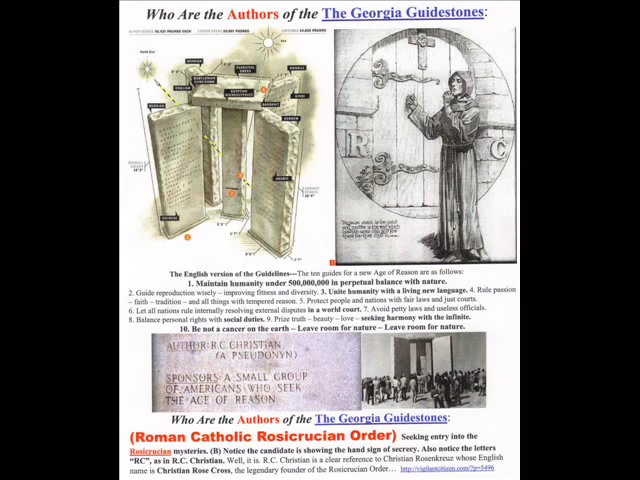 Who Are the Authors of the The Georgia Guidestones:
North Star
SPANISH
BABYLONIAN CUNEIFORM
CLASSICAL GREEK
ENGLISH
EGYPTIAN HIEROGLYPHICS
SWAHILI
HINDI
SANSKRIT
RUSSIAN
HEBREW
ARABIC
CHINESE
Sun
R C
B
The English version of the Guidelines—The ten guides for a new Age of Reason are as follows:
1. Maintain humanity under 500,000,000 in perpetual balance with nature.
2. Guide reproduction wisely – improving fitness and diversity. 3. Unite humanity with a living new language. 4. Rule passion
– faith – tradition – and all things with tempered reason. 5. Protect people and nations with fair laws and just courts.
6. Let all nations rule internally resolving external disputes in a world court. 7. Avoid petty laws and useless officials.
8. Balance personal rights with social duties. 9. Prize truth – beauty – love – seeking harmony with the infinite.
10. Be not a cancer on the earth – Leave room for nature – Leave room for nature.
AUTHOR: R.C. CHRISTIAN
(A PSEUDONYN)
SPONSORS: A SMALL GROUP
OF AMERICANS WHO SEEK
THE AGE OF REASON
Who Are the Authors of the The Georgia Guidestones:
(Roman Catholic Rosicrucian Order) Seeking entry into the
Rosicrucian mysteries. (B) Notice the candidate is showing the hand sign of secrecy. Also notice the letters
“RC”, as in R.C. Christian. Well, it is. R.C. Christian is a clear reference to Christian Rosenkreuz whose English
name is Christian Rose Cross, the legendary founder of the Rosicrucian Order… http://vigilantcitizen.com/?p=5496